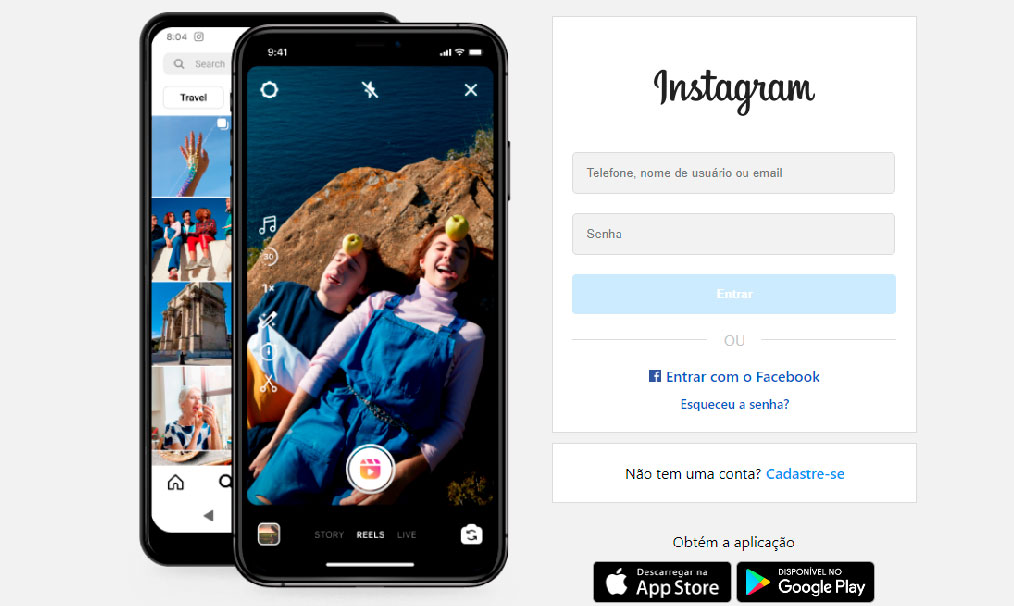 8:04
Search
Travel
9:41
30
1x
STORY REELS LIVE
Instagram
Telefone, nome de usuário ou email
Senha
Entrar
OU
Entrar com o Facebook
Esqueceu a senha?
Não tem uma conta? Cadastre-se
Obtém a aplicação
Descarregar na
App Store
DISPONÍVEL NO
Google Play